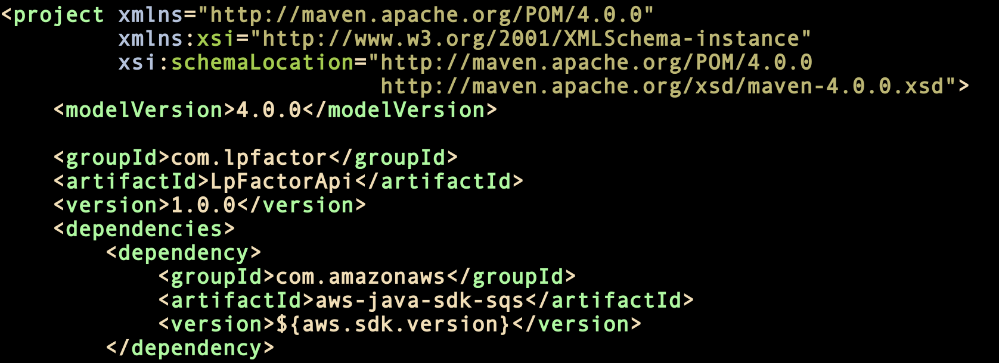 <project xmlns="http://maven.apache.org/POM/4.0.0"
         xmlns:xsi="http://www.w3.org/2001/XMLSchema-instance"
         xsi:schemaLocation="http://maven.apache.org/POM/4.0.0
                             http://maven.apache.org/xsd/maven-4.0.0.xsd">
    <modelVersion>4.0.0</modelVersion>

    <groupId>com.lpfactor</groupId>
    <artifactId>LpFactorApi</artifactId>
    <version>1.0.0</version>
    <dependencies>
        <dependency>
            <groupId>com.amazonaws</groupId>
            <artifactId>aws-java-sdk-sqs</artifactId>
            <version>${aws.sdk.version}</version>
        </dependency>